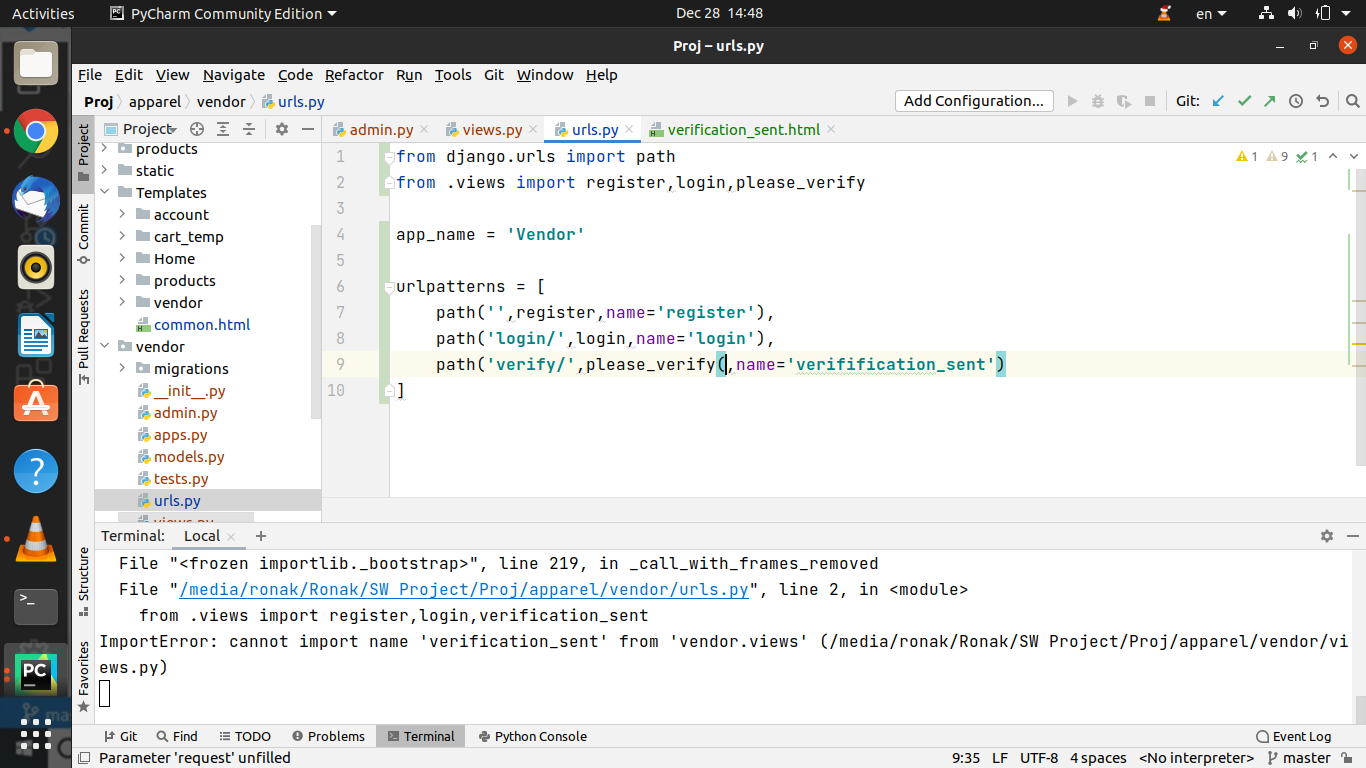 Activities PyCharm Community Edition Dec 28 14:48 en
Proj – urls.py
File Edit View Navigate Code Refactor Run Tools Git Window Help
Proj apparel vendor urls.py Add Configuration... Git:
Project admin.py views.py urls.py verification_sent.html
Project
Commit
Pull Requests
Structure
Favorites
products
static
Templates
account
cart_temp
Home
products
vendor
common.html
vendor
migrations
__init__.py
admin.py
apps.py
models.py
tests.py
urls.py
views.py
1 9 1
1 from django.urls import path
2 from .views import register,login,please_verify
3
4 app_name = 'Vendor'
5
6 urlpatterns = [
7 path('',register,name='register'),
8 path('login/',login,name='login'),
9 path('verify/',please_verify(,name='verifification_sent')
10 ]
Terminal: Local
File "<frozen importlib._bootstrap>", line 219, in _call_with_frames_removed
File "/media/ronak/Ronak/SW Project/Proj/apparel/vendor/urls.py", line 2, in <module>
from .views import register,login,verification_sent
ImportError: cannot import name 'verification_sent' from 'vendor.views' (/media/ronak/Ronak/SW Project/Proj/apparel/vendor/vi
ews.py)
Git Find TODO Problems Terminal Python Console Event Log
Parameter 'request' unfilled 9:35 LF UTF-8 4 spaces <No interpreter> master